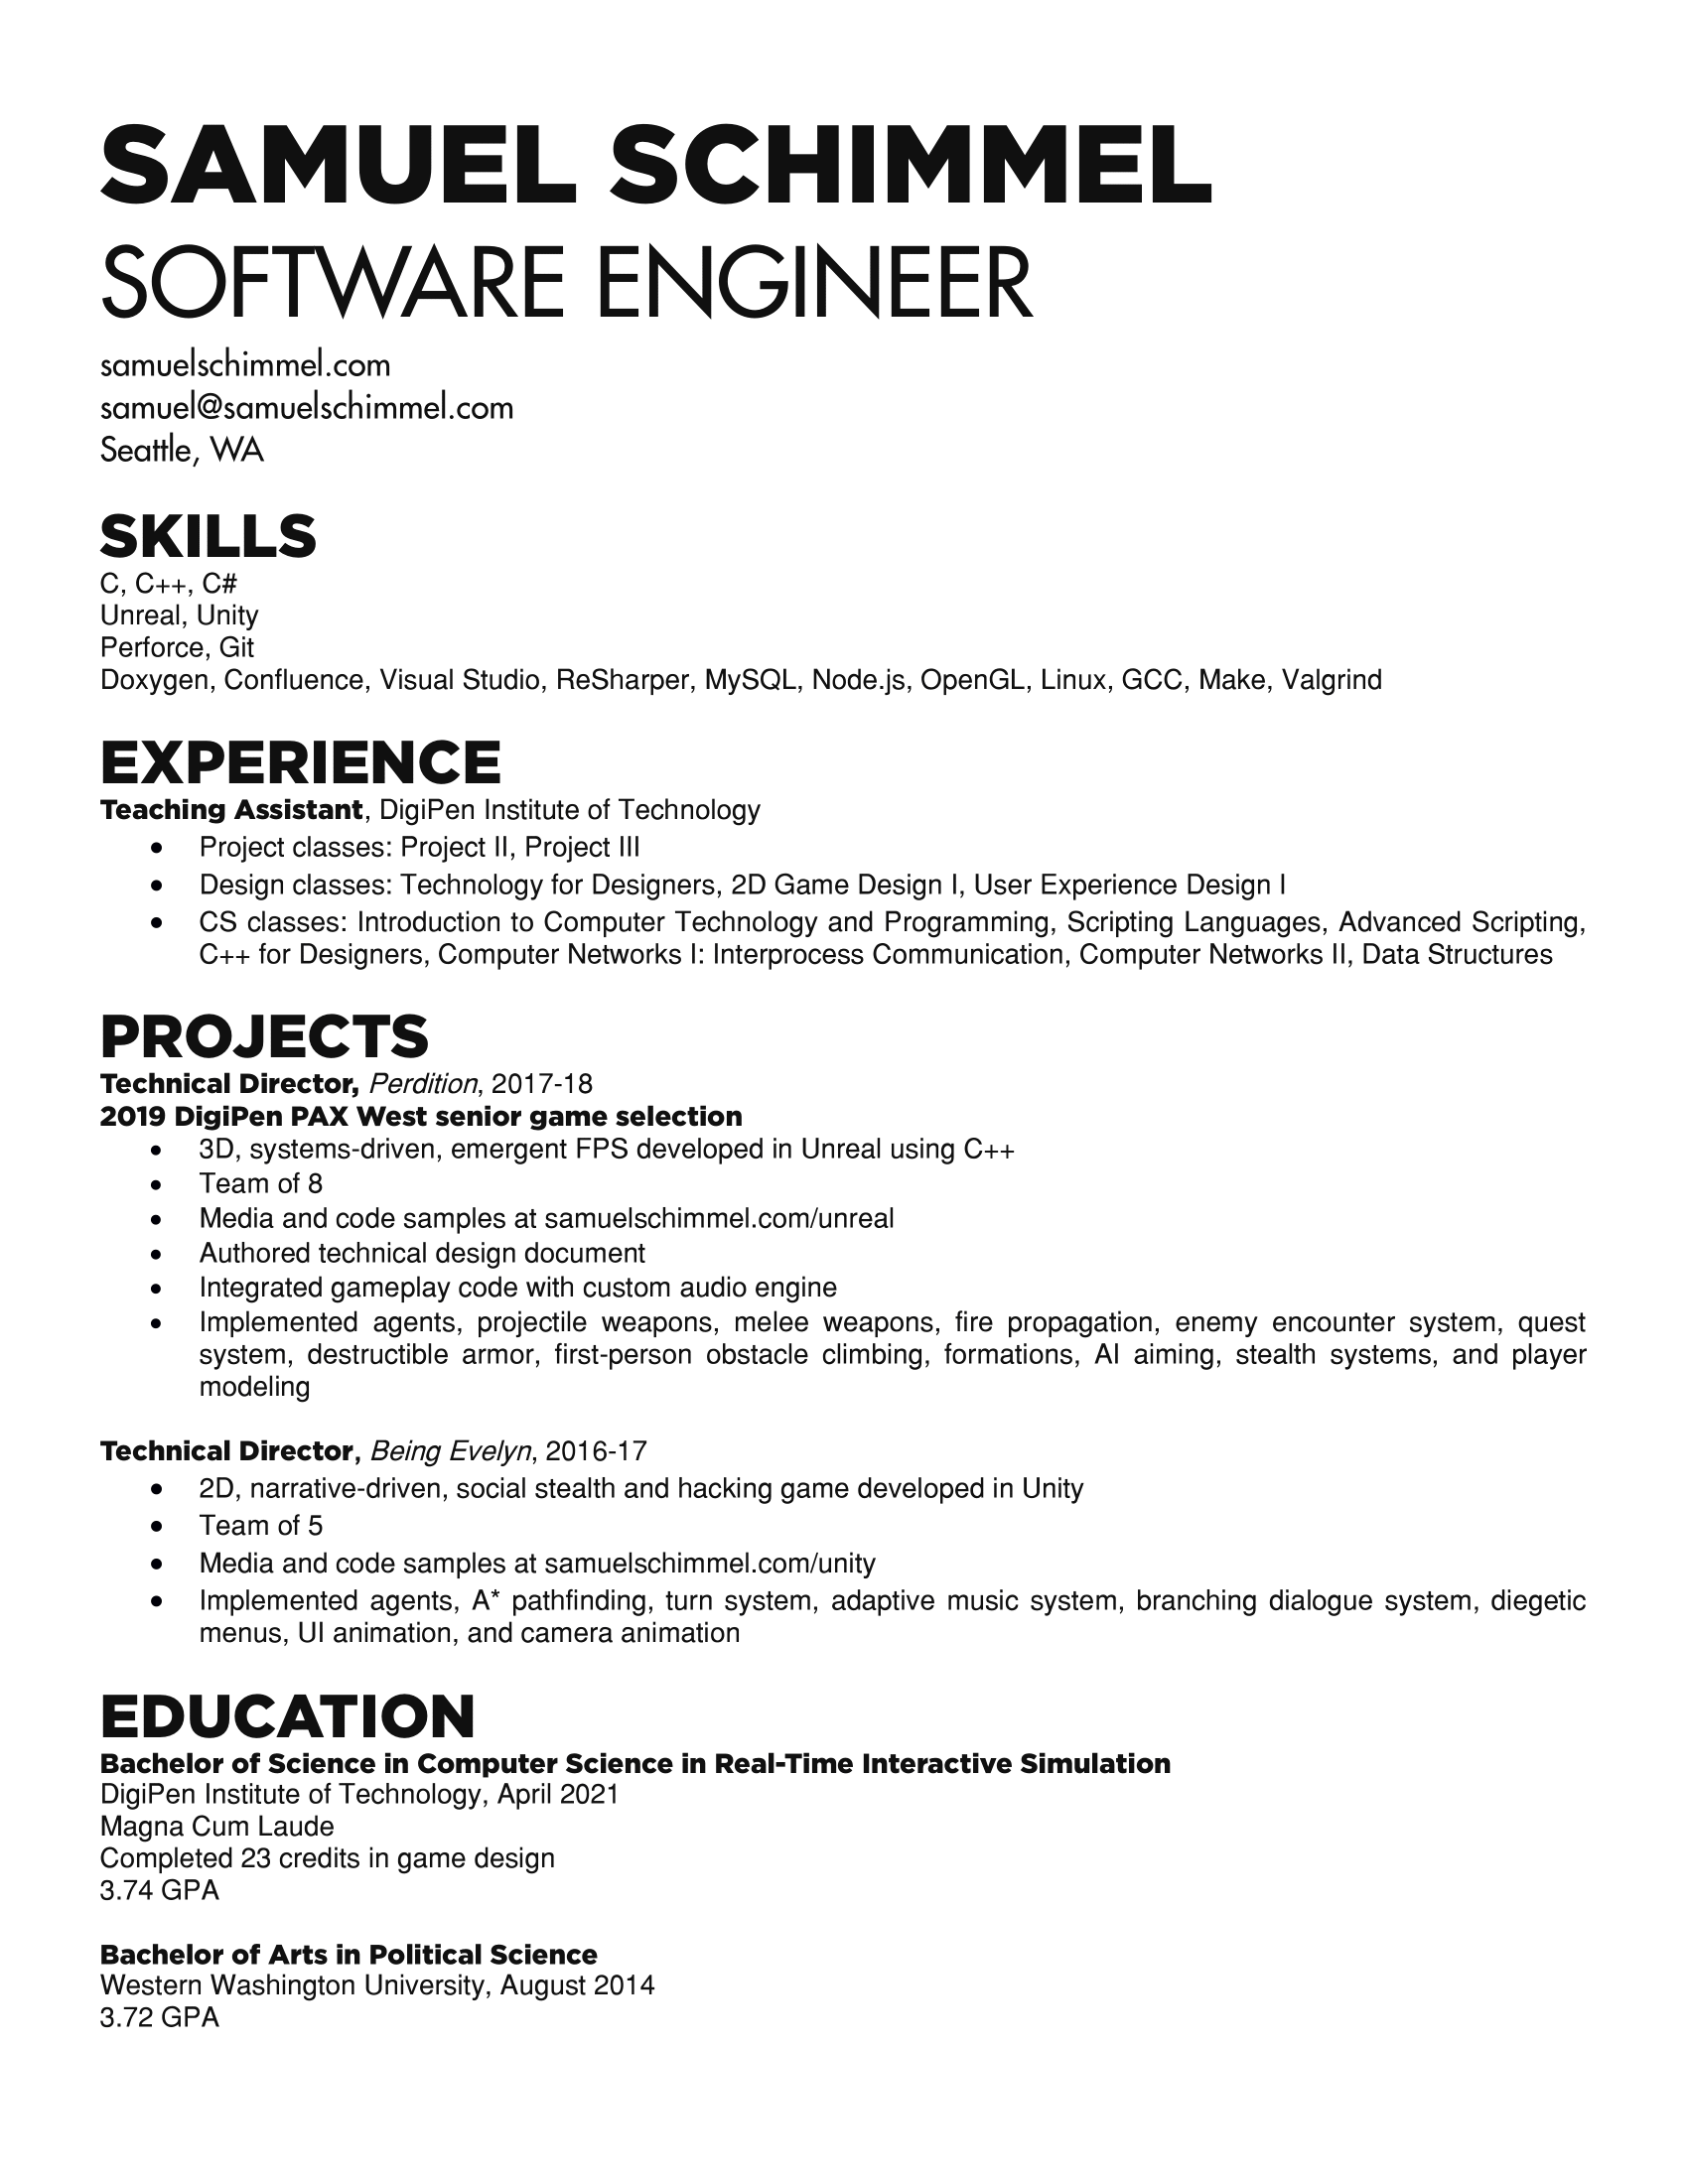 SAMUEL SCHIMMEL
SOFTWARE ENGINEER
samuelschimmel.com
samuel@samuelschimmel.com
Seattle, WA
SKILLS
C, C++, C#
Unreal, Unity
Perforce, Git
Doxygen, Confluence, Visual Studio, ReSharper, MySQL, Node.js, OpenGL, Linux, GCC, Make, Valgrind
EXPERIENCE
Teaching Assistant, DigiPen Institute of Technology
• Project classes: Project II, Project III
• Design classes: Technology for Designers, 2D Game Design I, User Experience Design I
• CS classes: Introduction to Computer Technology and Programming, Scripting Languages, Advanced Scripting,
C++ for Designers, Computer Networks I: Interprocess Communication, Computer Networks II, Data Structures
PROJECTS
Technical Director, Perdition, 2017-18
2019 DigiPen PAX West senior game selection
• 3D, systems-driven, emergent FPS developed in Unreal using C++
• Team of 8
• Media and code samples at samuelschimmel.com/unreal
• Authored technical design document
• Integrated gameplay code with custom audio engine
• Implemented agents, projectile weapons, melee weapons, fire propagation, enemy encounter system, quest
system, destructible armor, first-person obstacle climbing, formations, AI aiming, stealth systems, and player
modeling
Technical Director, Being Evelyn, 2016-17
• 2D, narrative-driven, social stealth and hacking game developed in Unity
• Team of 5
• Media and code samples at samuelschimmel.com/unity
• Implemented agents, A* pathfinding, turn system, adaptive music system, branching dialogue system, diegetic
menus, UI animation, and camera animation
EDUCATION
Bachelor of Science in Computer Science in Real-Time Interactive Simulation
DigiPen Institute of Technology, April 2021
Magna Cum Laude
Completed 23 credits in game design
3.74 GPA
Bachelor of Arts in Political Science
Western Washington University, August 2014
3.72 GPA